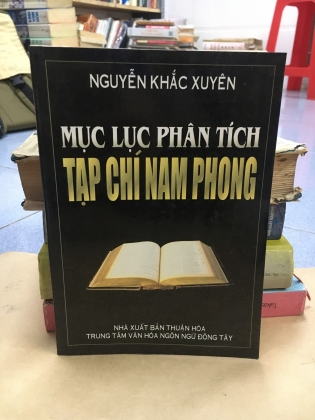 NGUYỄN KHẮC XUYÊN
MỤC LỤC PHÂN TÍCH
TẠP CHÍ NAM PHONG
NHÀ XUẤT BẢN THUẬN HÓA
TRUNG TÂM VĂN HÓA NGÔN NGỮ ĐÔNG TÂY